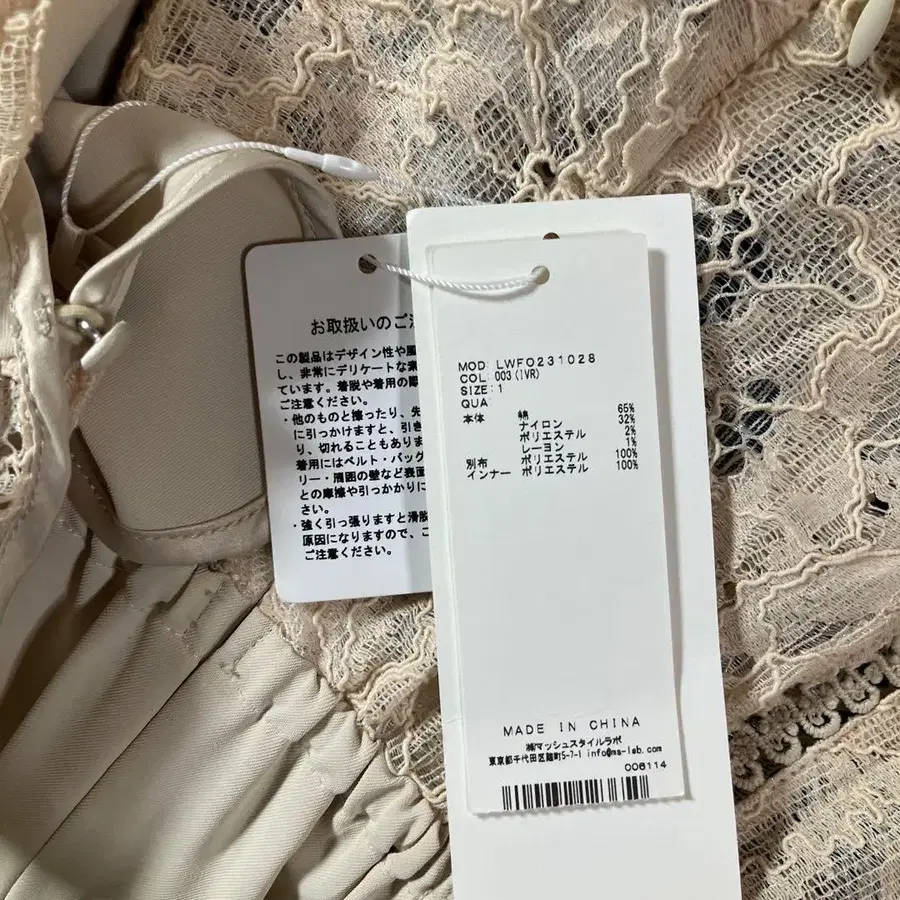 お取扱いのご
この製品はデザイン性や風
し、非常にデリケートな素
ています。着脱や着用の際
ご注意ください。
・他のものと擦ったり、先
に引っかけますと、引き
り、切れることもありま
着用にはベルト・バッグ
リー・周囲の壁など表面
との摩擦や引っかかりに
さい。
・強く引っ張りますと滑脱
原因になりますので、こ
ご注意ください。
MOD: LWFO231028
COL: 003(IVR)
SIZE: 1
QUA:
本体 綿 65%
ナイロン 32%
ポリエステル 2%
レーヨン 1%
別布 ポリエステル 100%
インナー ポリエステル 100%
MADE IN CHINA
㈱マッシュスタイルラボ
東京都千代田区麹町5-7-1 info@ms-lab.com
006114